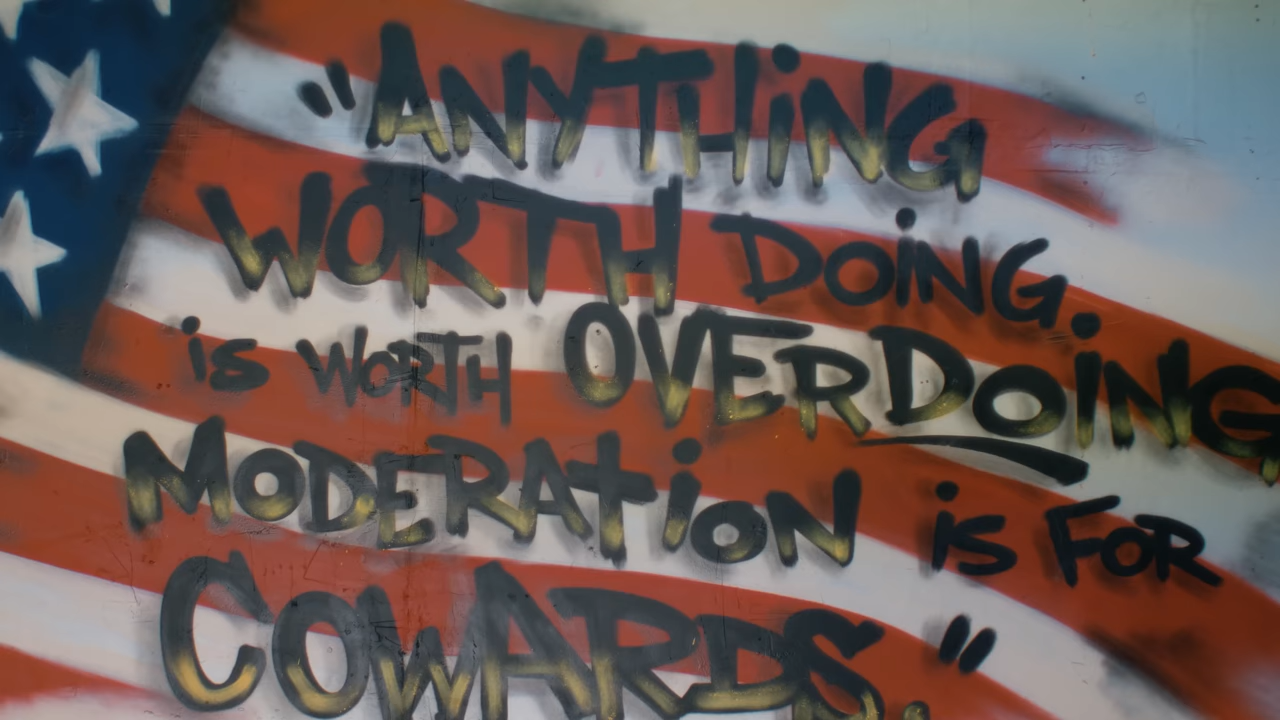 "ANYTHiNG
WORTH DOiNG.
is WORTH OVERDOiNG
MODERATiON is FOR
COWARDS."